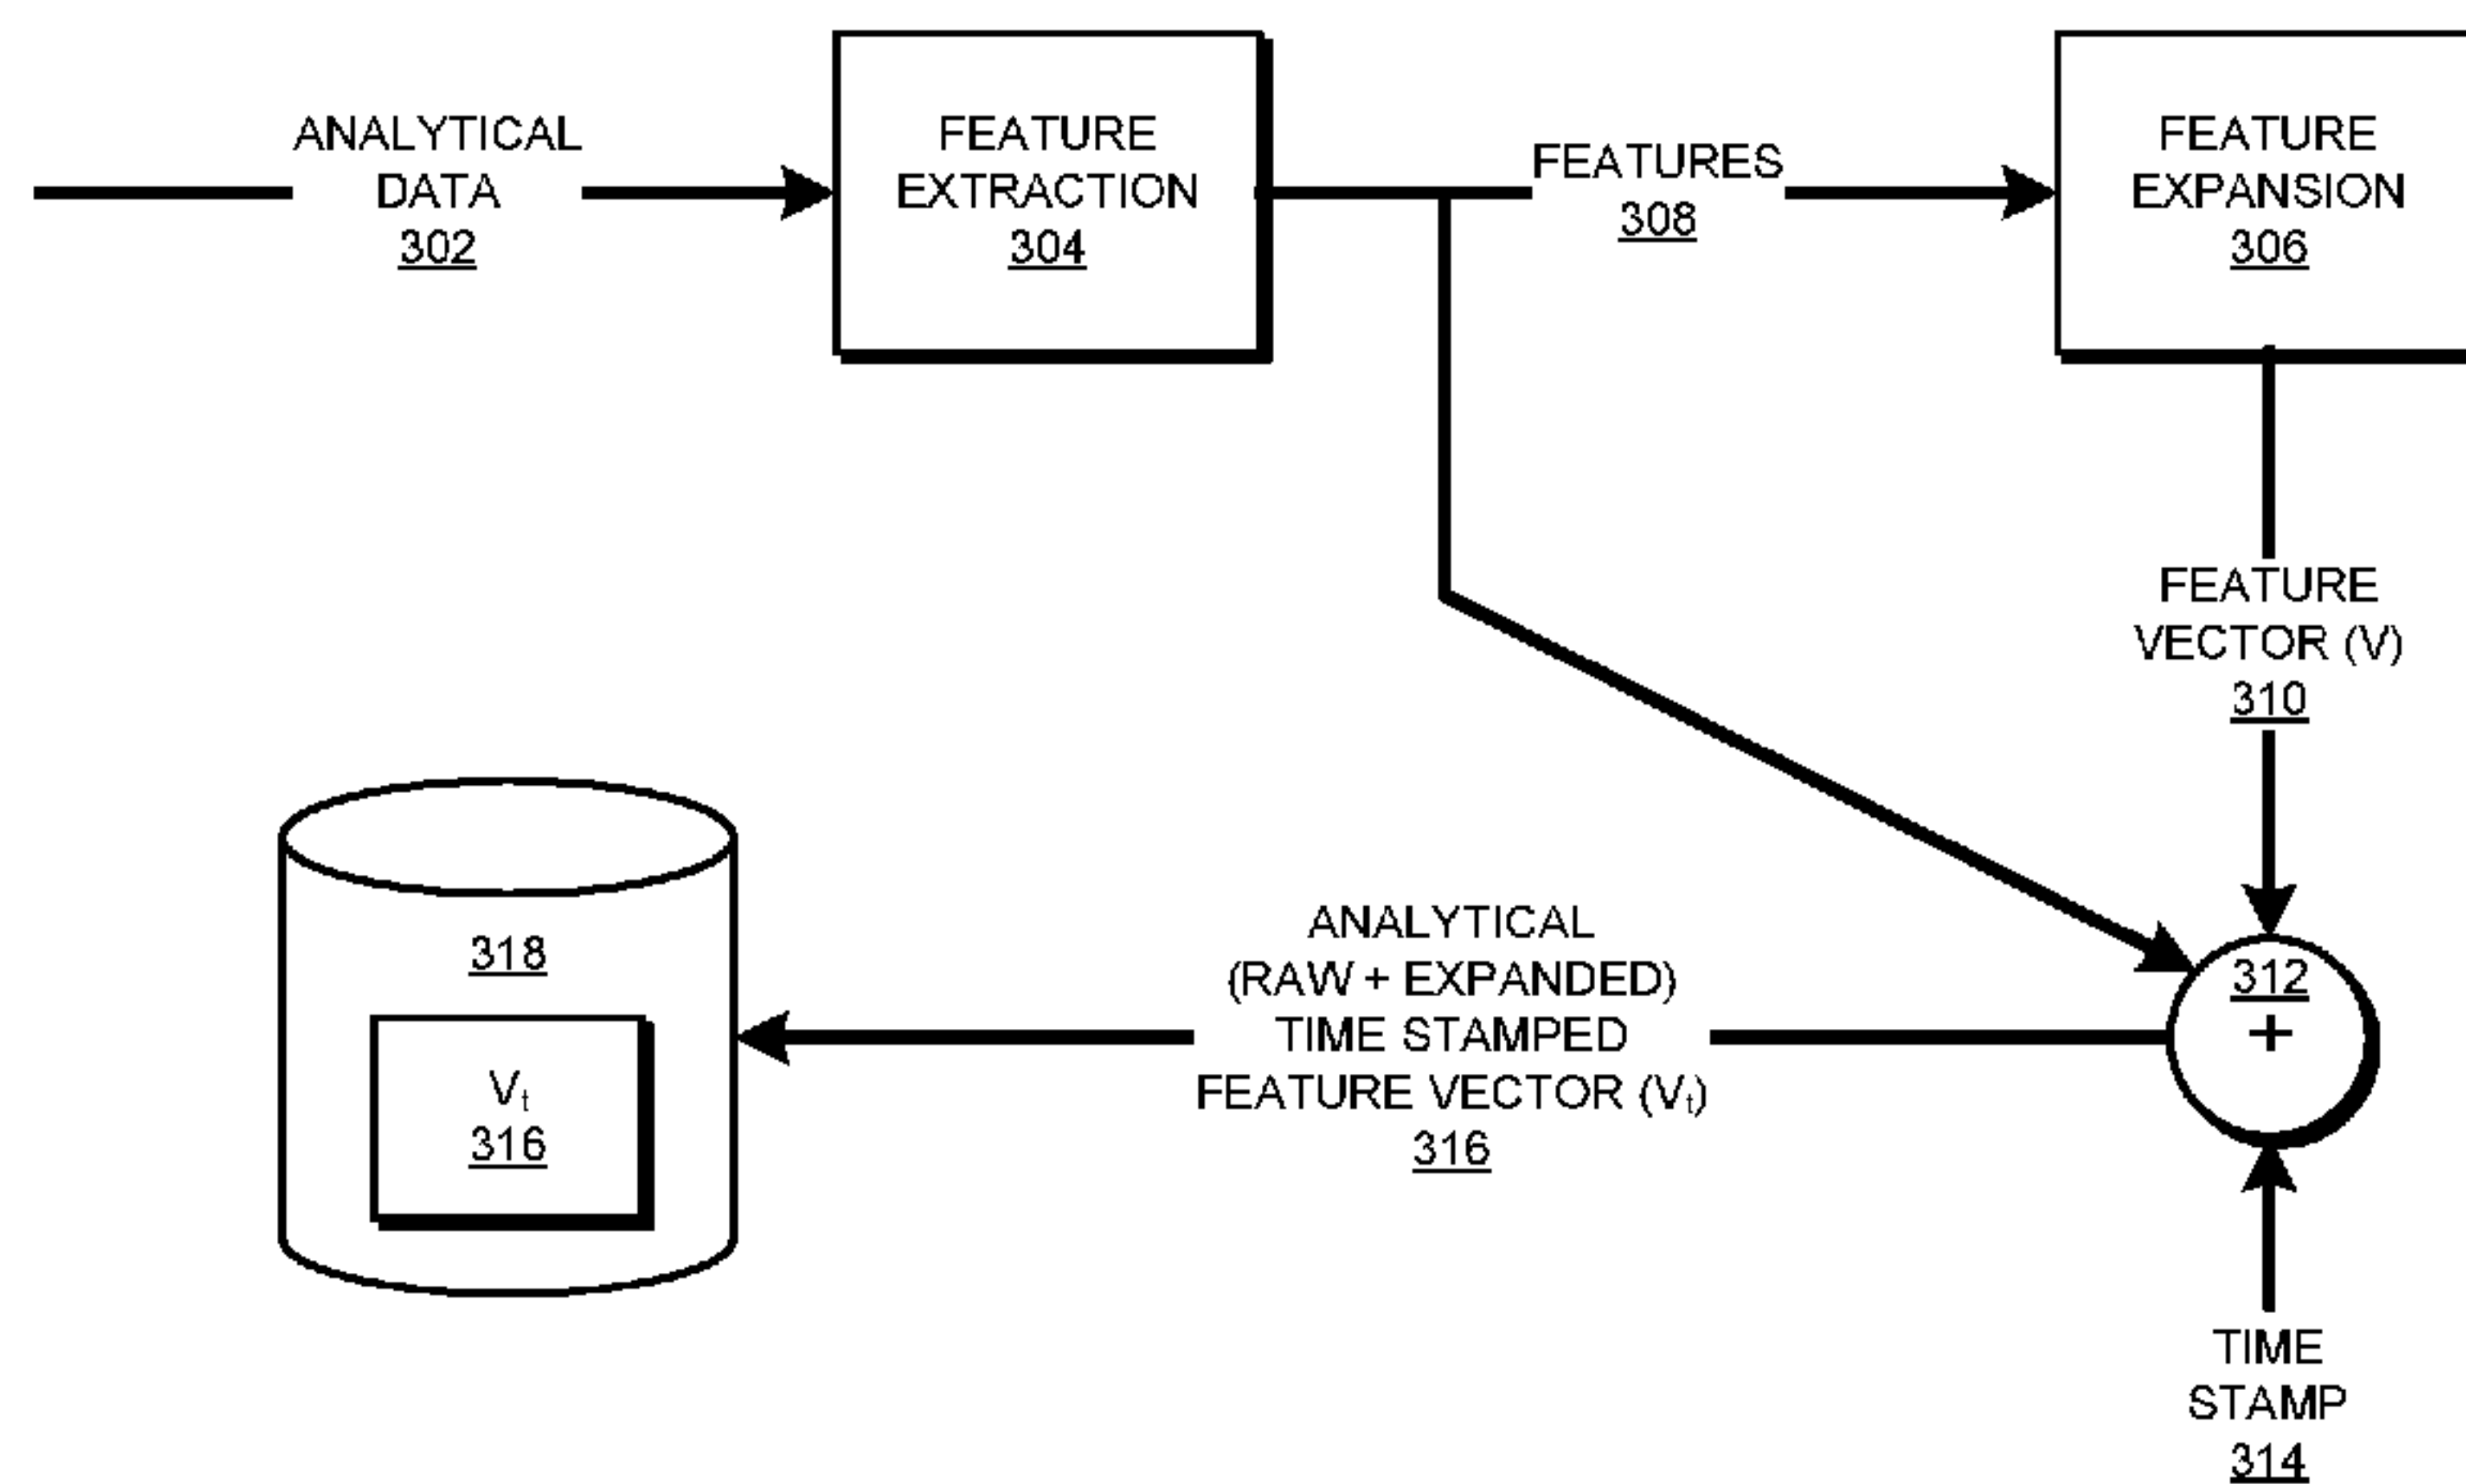 ANALYTICAL
DATA
302
FEATURE
EXTRACTION
304
FEATURES
308
FEATURE
EXPANSION
306
FEATURE
VECTOR (V)
310
312
+
ANALYTICAL
(RAW + EXPANDED)
TIME STAMPED
FEATURE VECTOR (Vt)
316
318
Vt
316
TIME
STAMP
314